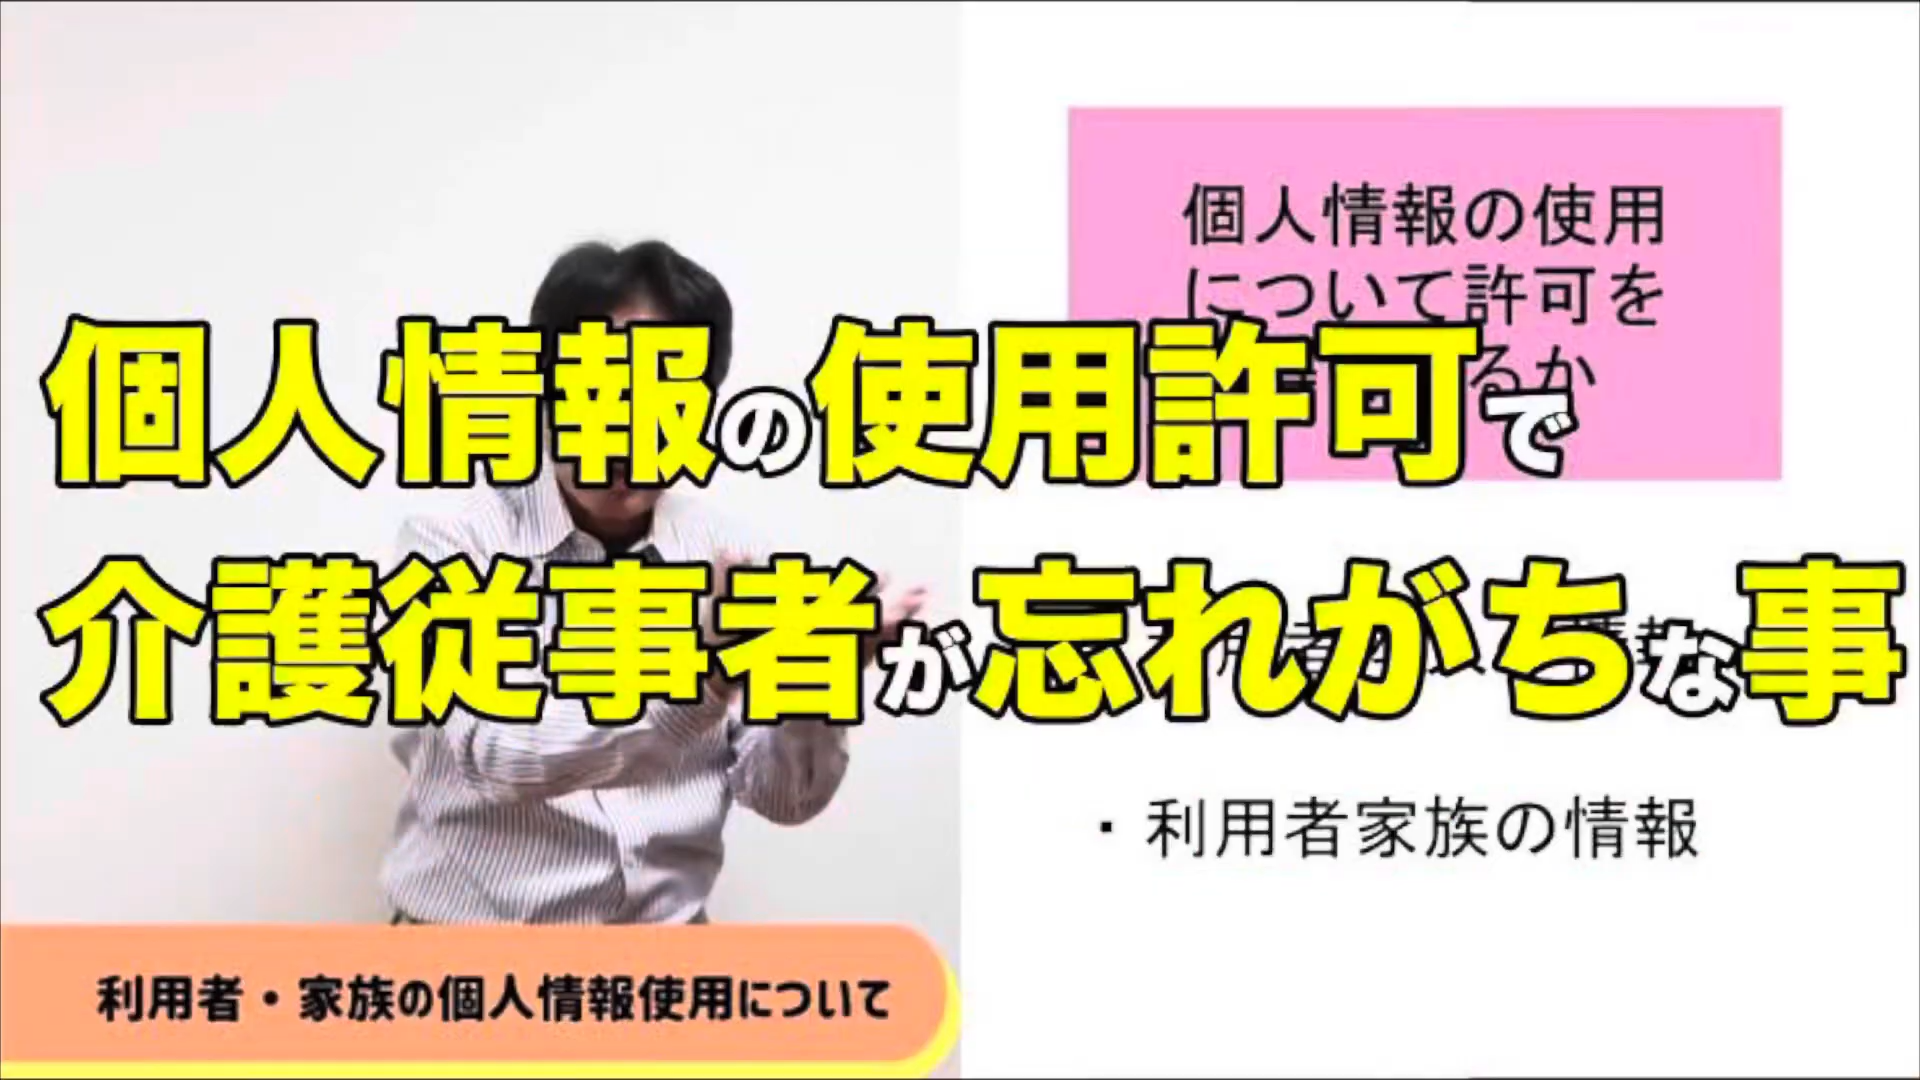 個人情報の使用
について許可を
るか
個人情報の使用許可で
介護従事者が忘れがちな事
・利用者家族の情報
利用者・家族の個人情報使用について